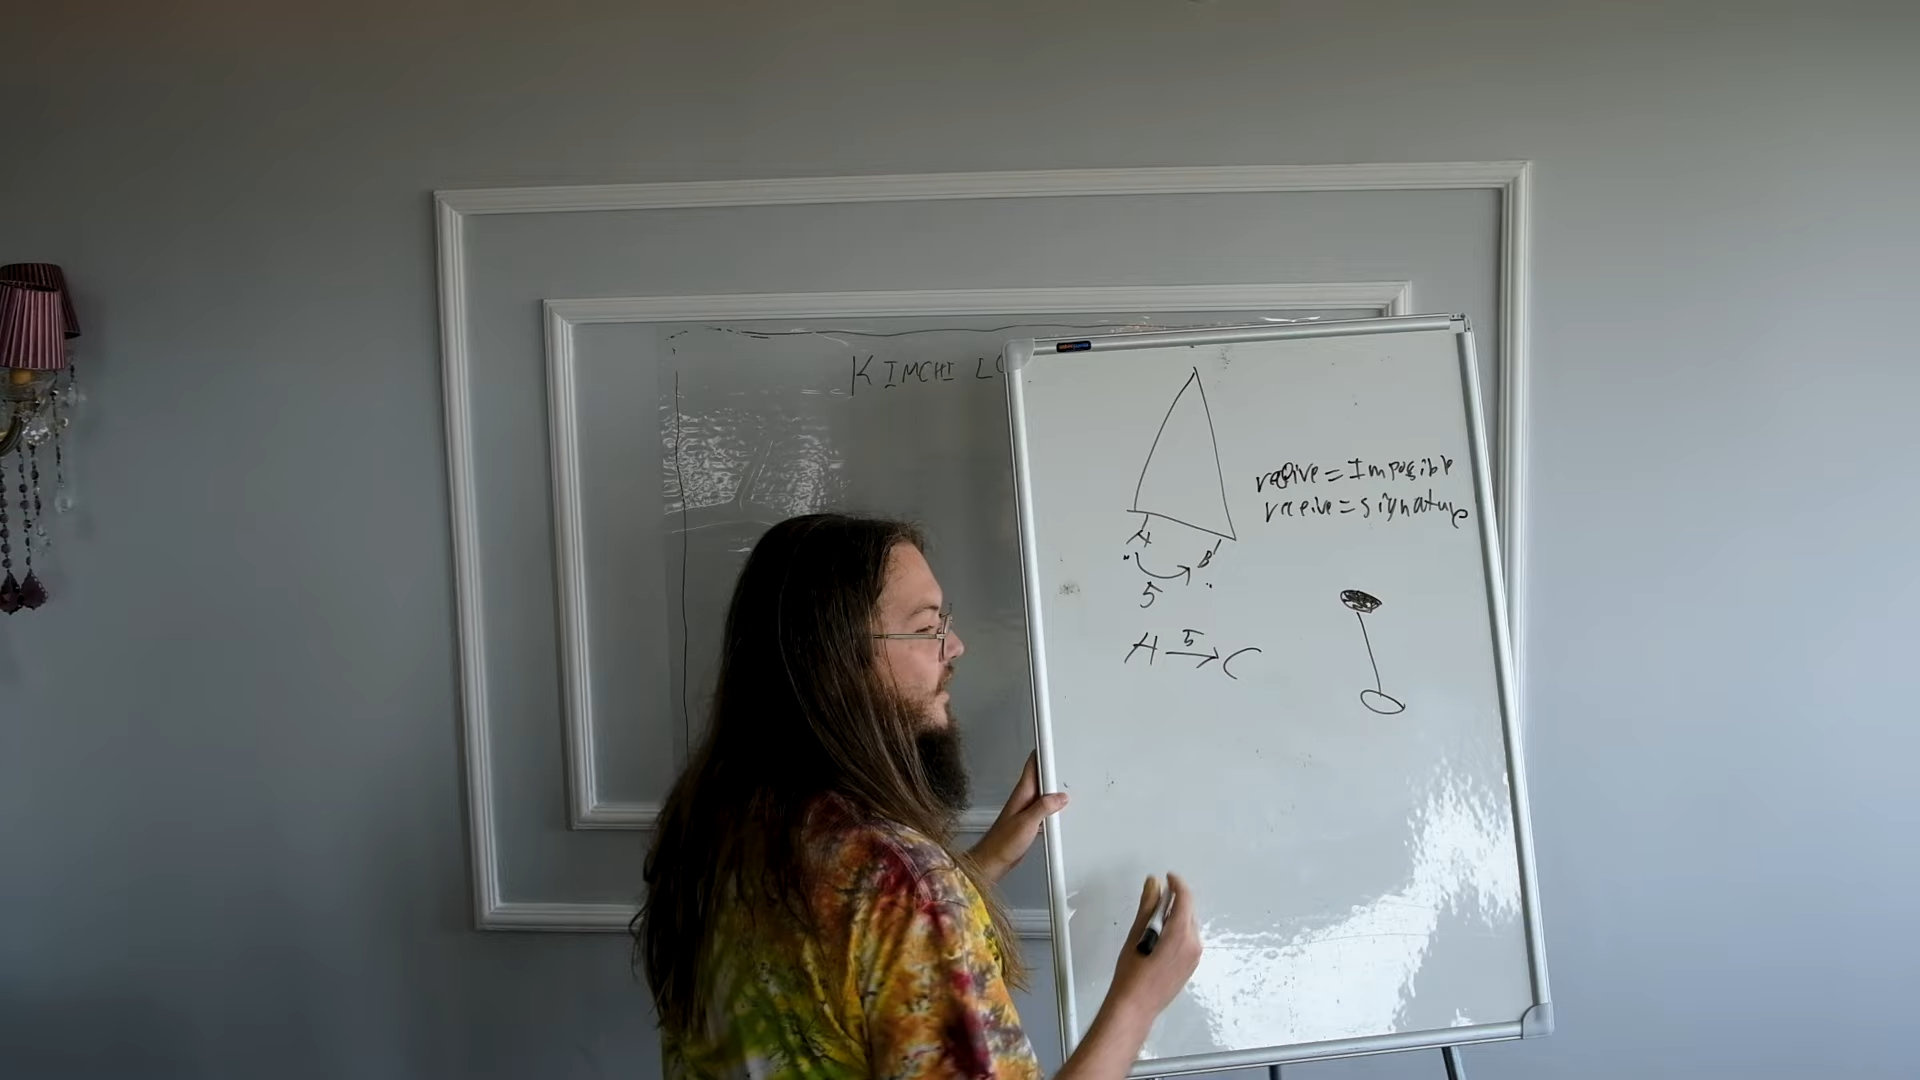 KIMCHI
receive = Impossible
receive = signature
A
B
5
5
A → C